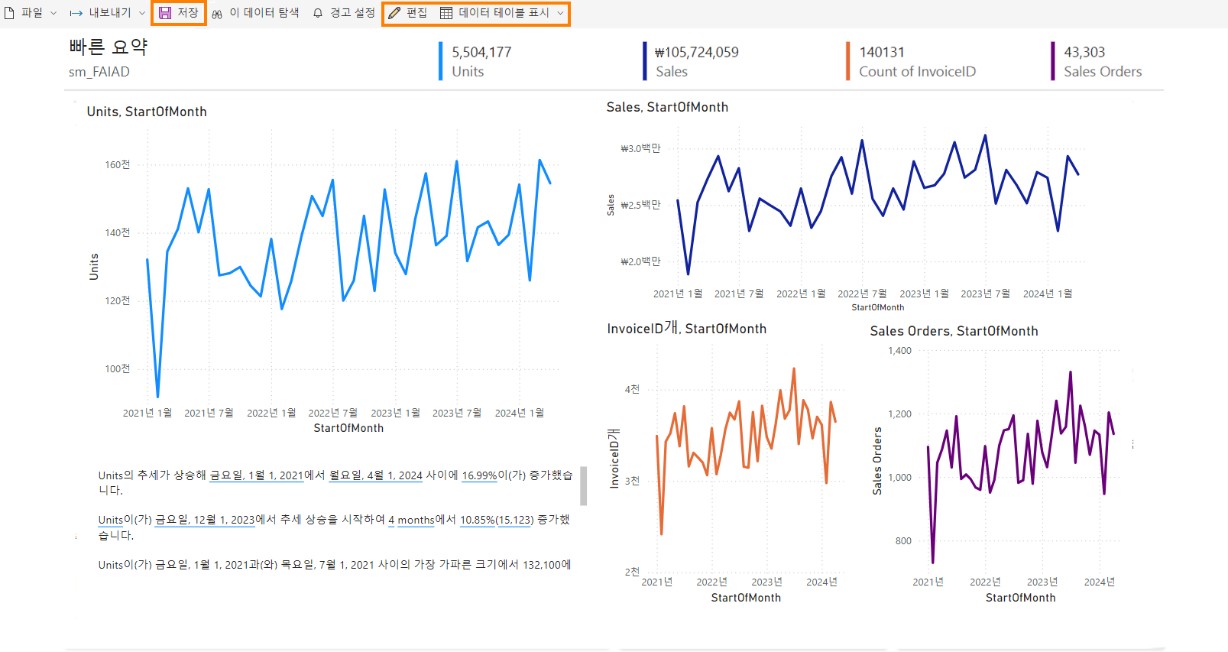 파일 내보내기 저장 이 데이터 탐색 경고 설정 편집 데이터 테이블 표시
빠른 요약
sm_FAIAD
5,504,177
Units
₩105,724,059
Sales
140131
Count of InvoiceID
43,303
Sales Orders
Units, StartOfMonth
160천
140천
120천
100천
Units
2021년 1월 2021년 7월 2022년 1월 2022년 7월 2023년 1월 2023년 7월 2024년 1월
StartOfMonth
Units의 추세가 상승해 금요일, 1월 1, 2021에서 월요일, 4월 1, 2024 사이에 16.99%이(가) 증가했습
니다.
Units이(가) 금요일, 12월 1, 2023에서 추세 상승을 시작하여 4 months에서 10.85%(15,123) 증가했
습니다.
Units이(가) 금요일, 1월 1, 2021과(와) 목요일, 7월 1, 2021 사이의 가장 가파른 크기에서 132,100에
Sales, StartOfMonth
₩3.0백만
₩2.5백만
₩2.0백만
Sales
2021년 1월 2021년 7월 2022년 1월 2022년 7월 2023년 1월 2023년 7월 2024년 1월
StartOfMonth
InvoiceID개, StartOfMonth
4천
3천
2천
InvoiceID개
2021년 2022년 2023년 2024년
StartOfMonth
Sales Orders, StartOfMonth
1,400
1,200
1,000
800
Sales Orders
2021년 2022년 2023년 2024년
StartOfMonth